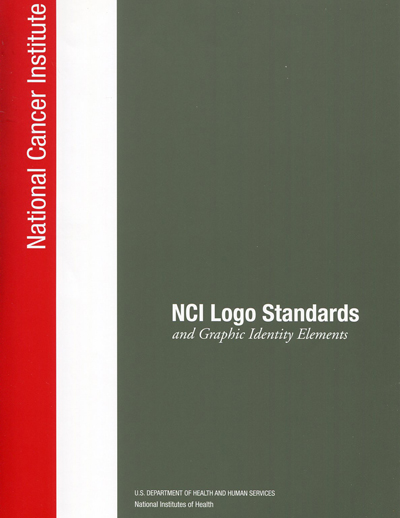 National Cancer Institute
NCI Logo Standards
and Graphic Identity Elements
U.S. DEPARTMENT OF HEALTH AND HUMAN SERVICES
National Institutes of Health